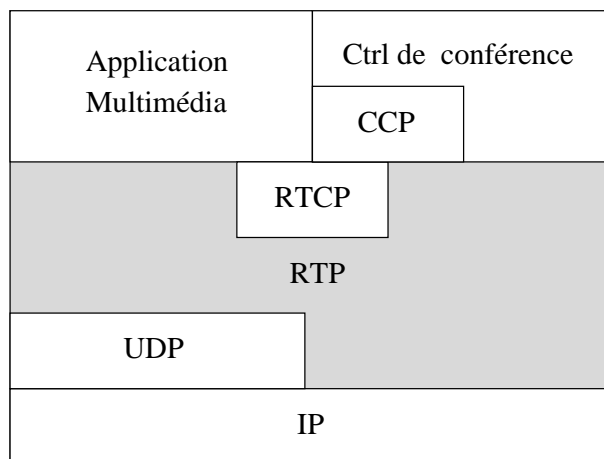 Application
Multimédia
Ctrl de conférence
CCP
RTCP
RTP
UDP
IP